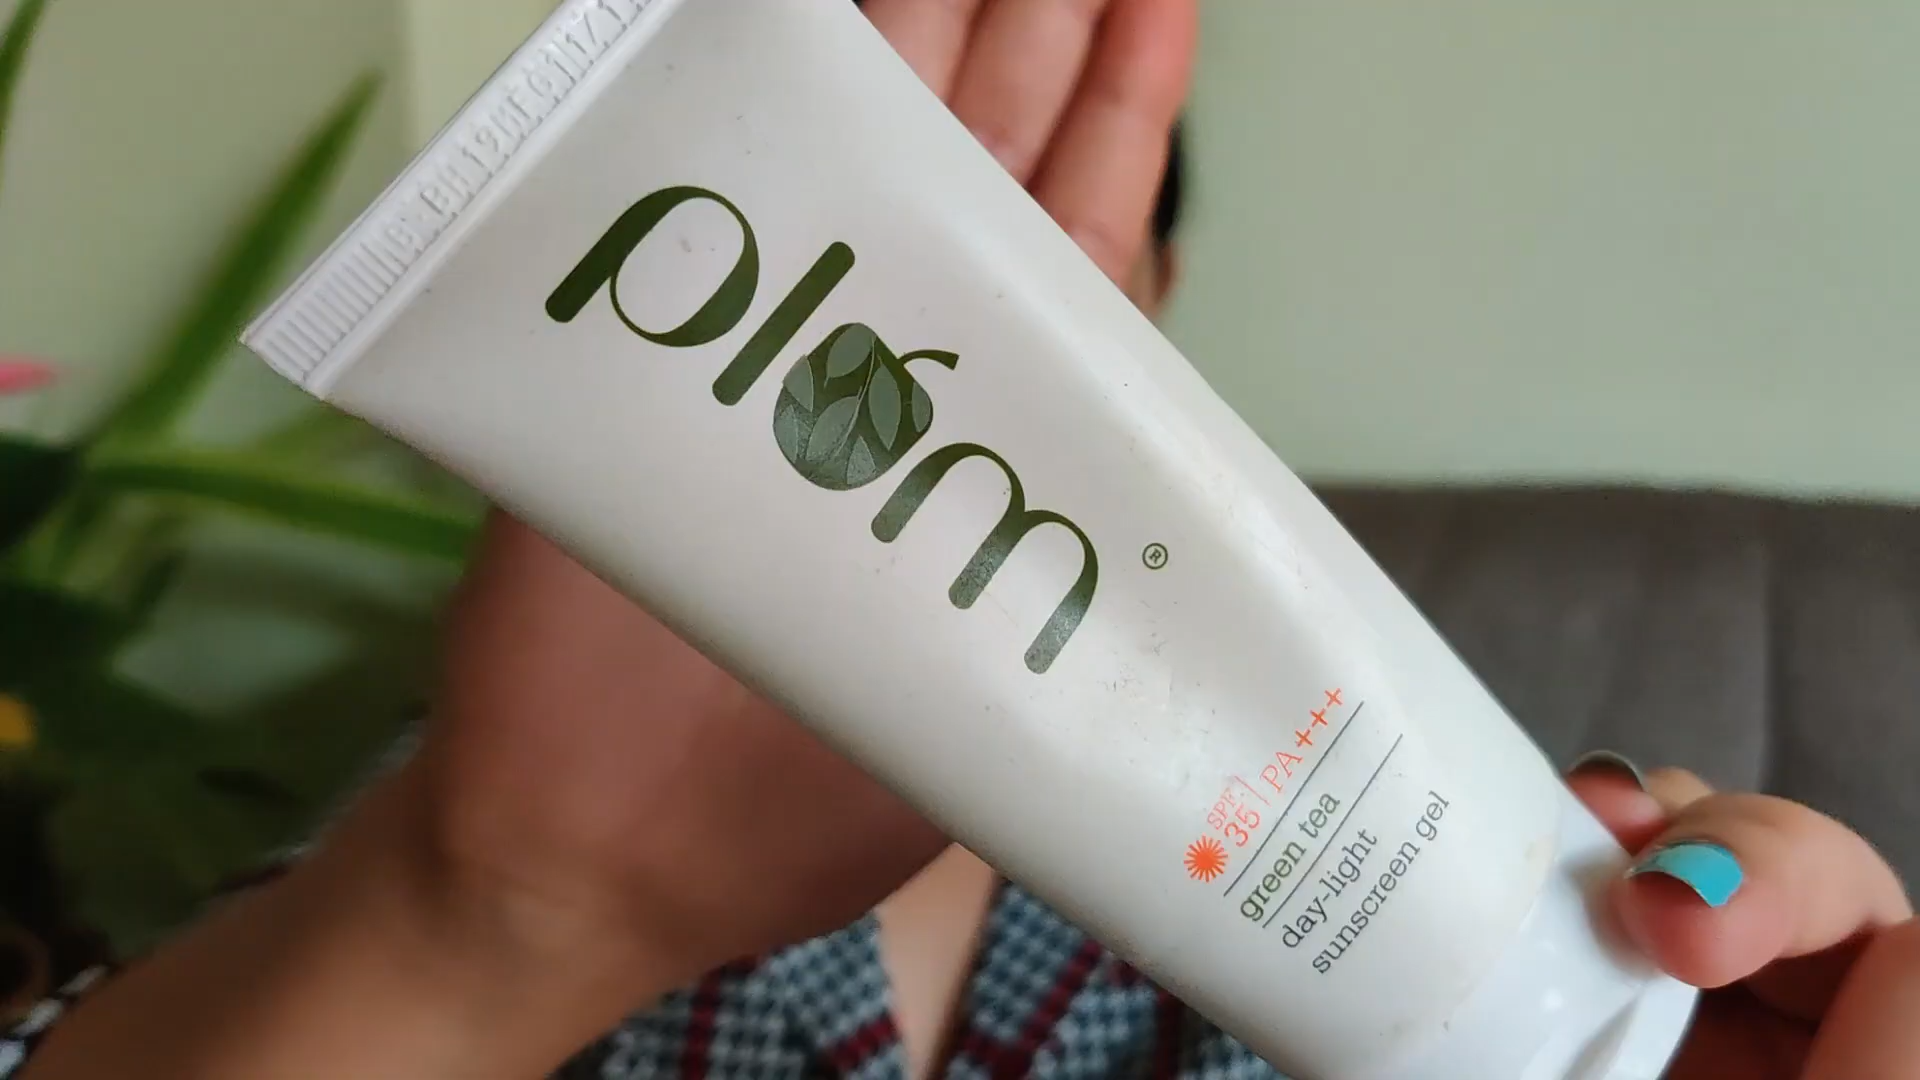 plum®
SPF 35 | PA+++
green tea
day-light
sunscreen gel